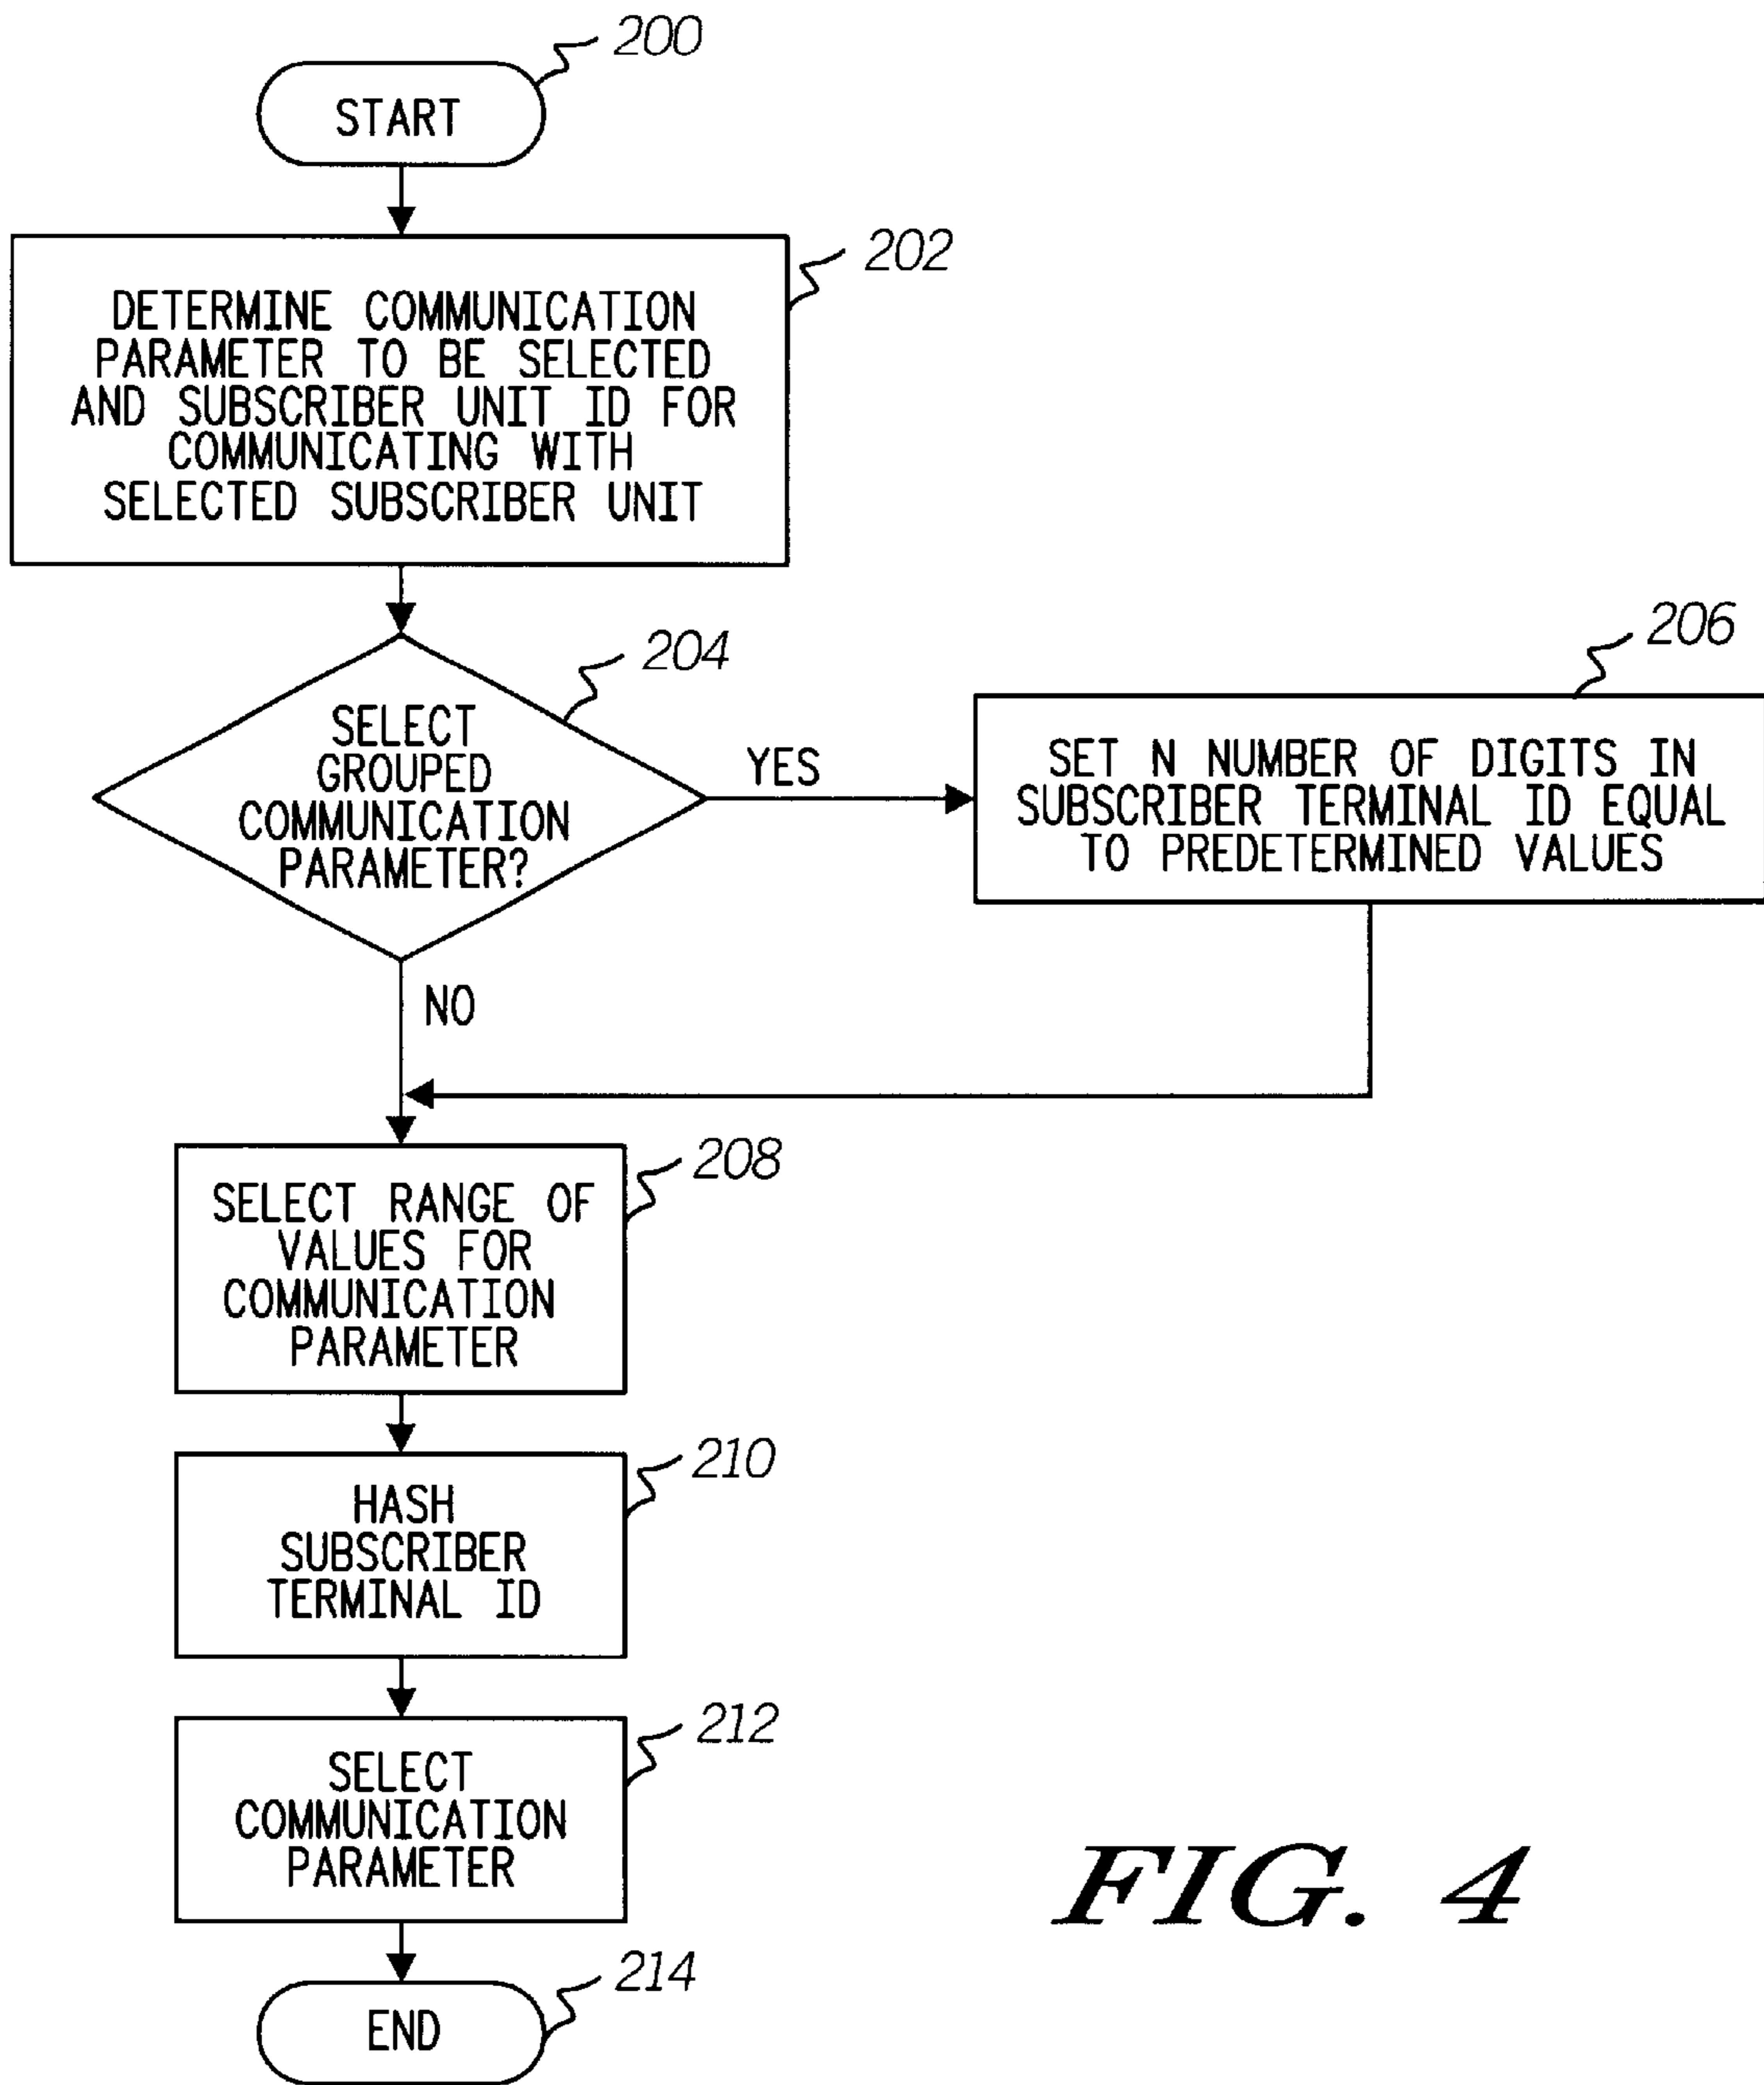 200
START
202
DETERMINE COMMUNICATION
PARAMETER TO BE SELECTED
AND SUBSCRIBER UNIT ID FOR
COMMUNICATING WITH
SELECTED SUBSCRIBER UNIT
204
SELECT
GROUPED
COMMUNICATION
PARAMETER?
YES
206
SET N NUMBER OF DIGITS IN
SUBSCRIBER TERMINAL ID EQUAL
TO PREDETERMINED VALUES
NO
208
SELECT RANGE OF
VALUES FOR
COMMUNICATION
PARAMETER
210
HASH
SUBSCRIBER
TERMINAL ID
212
SELECT
COMMUNICATION
PARAMETER
214
END
FIG. 4